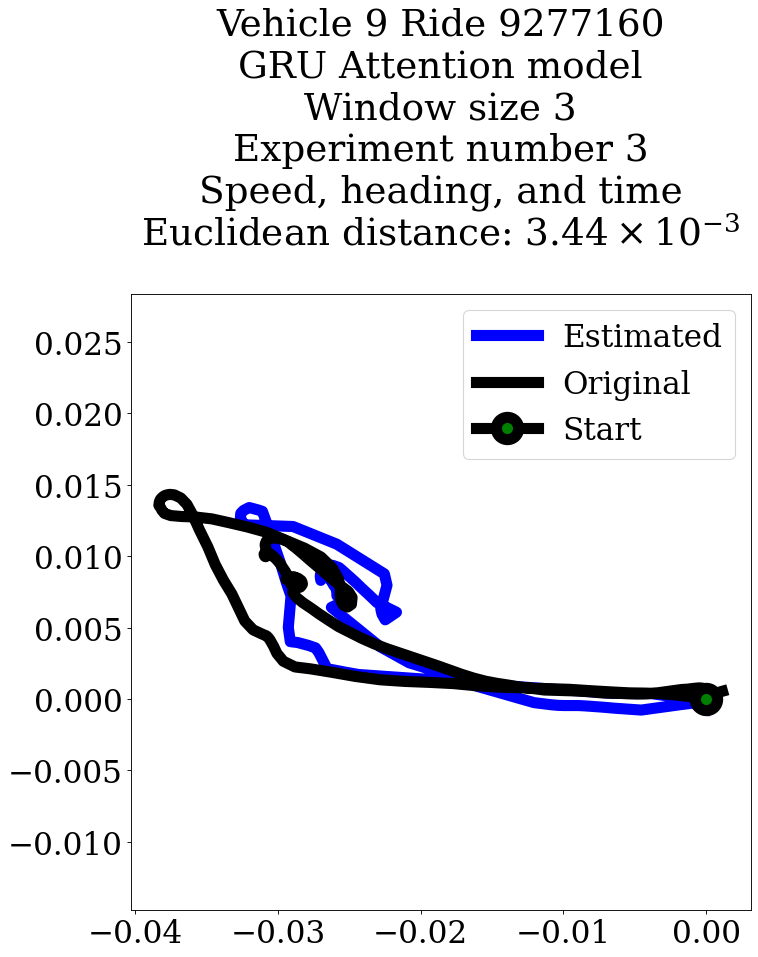 Vehicle 9 Ride 9277160
GRU Attention model
Window size 3
Experiment number 3
Speed, heading, and time
Euclidean distance: 3.44 × 10⁻³
Estimated
Original
Start
0.025
0.020
0.015
0.010
0.005
0.000
−0.005
−0.010
−0.04 −0.03 −0.02 −0.01 0.00